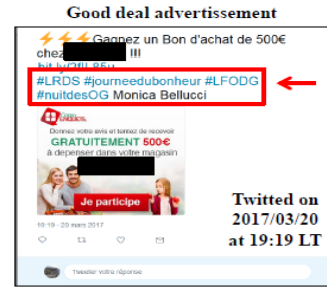 Good deal advertisement
⚡⚡⚡Gagnez un Bon d'achat de 500€
chez !!!
#LRDS #journeedubonheur #LFODG
#nuitdesOG Monica Bellucci
Donnez votre avis et tentez de recevoir
GRATUITEMENT 500€
à dépenser dans votre magasin
Je participe
19:19 - 20 mars 2017
Tweeter votre réponse
Twitted on
2017/03/20
at 19:19 LT